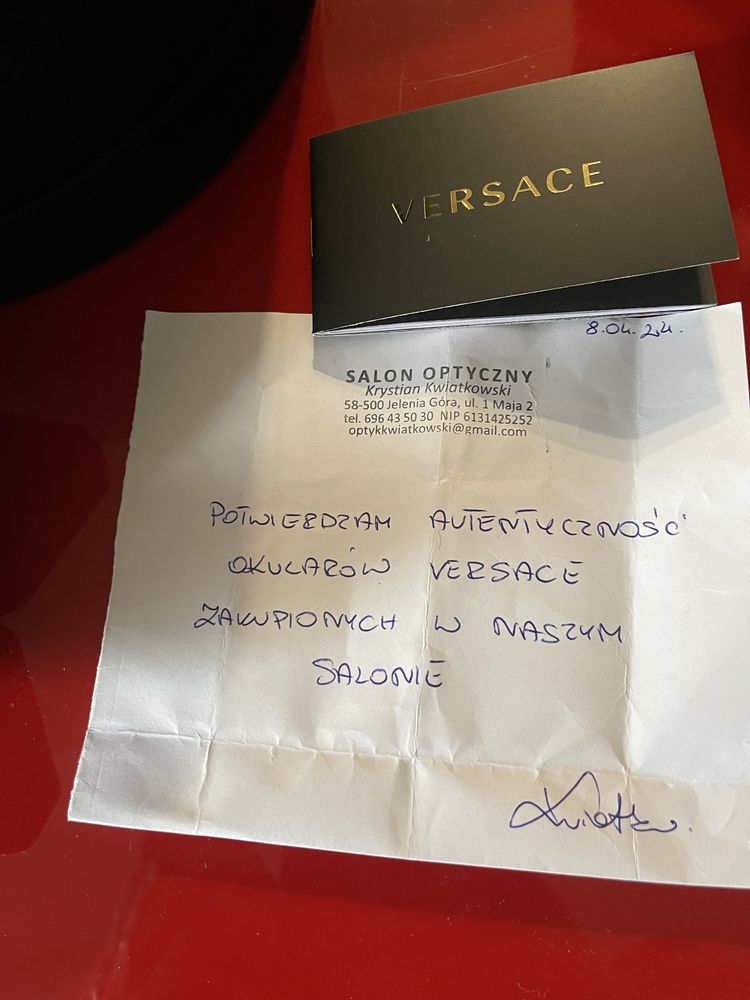 VERSACE
8.04.24.
SALON OPTYCZNY
Krystian Kwiatkowski
58-500 Jelenia Góra, ul. 1 Maja 2
tel. 696 43 50 30 NIP 6131425252
optykkwiatkowski@gmail.com
POTWIERDZAM AUTENTYCZNOŚĆ
OKULARÓW VERSACE
ZAKUPIONYCH W NASZYM
SALONIE